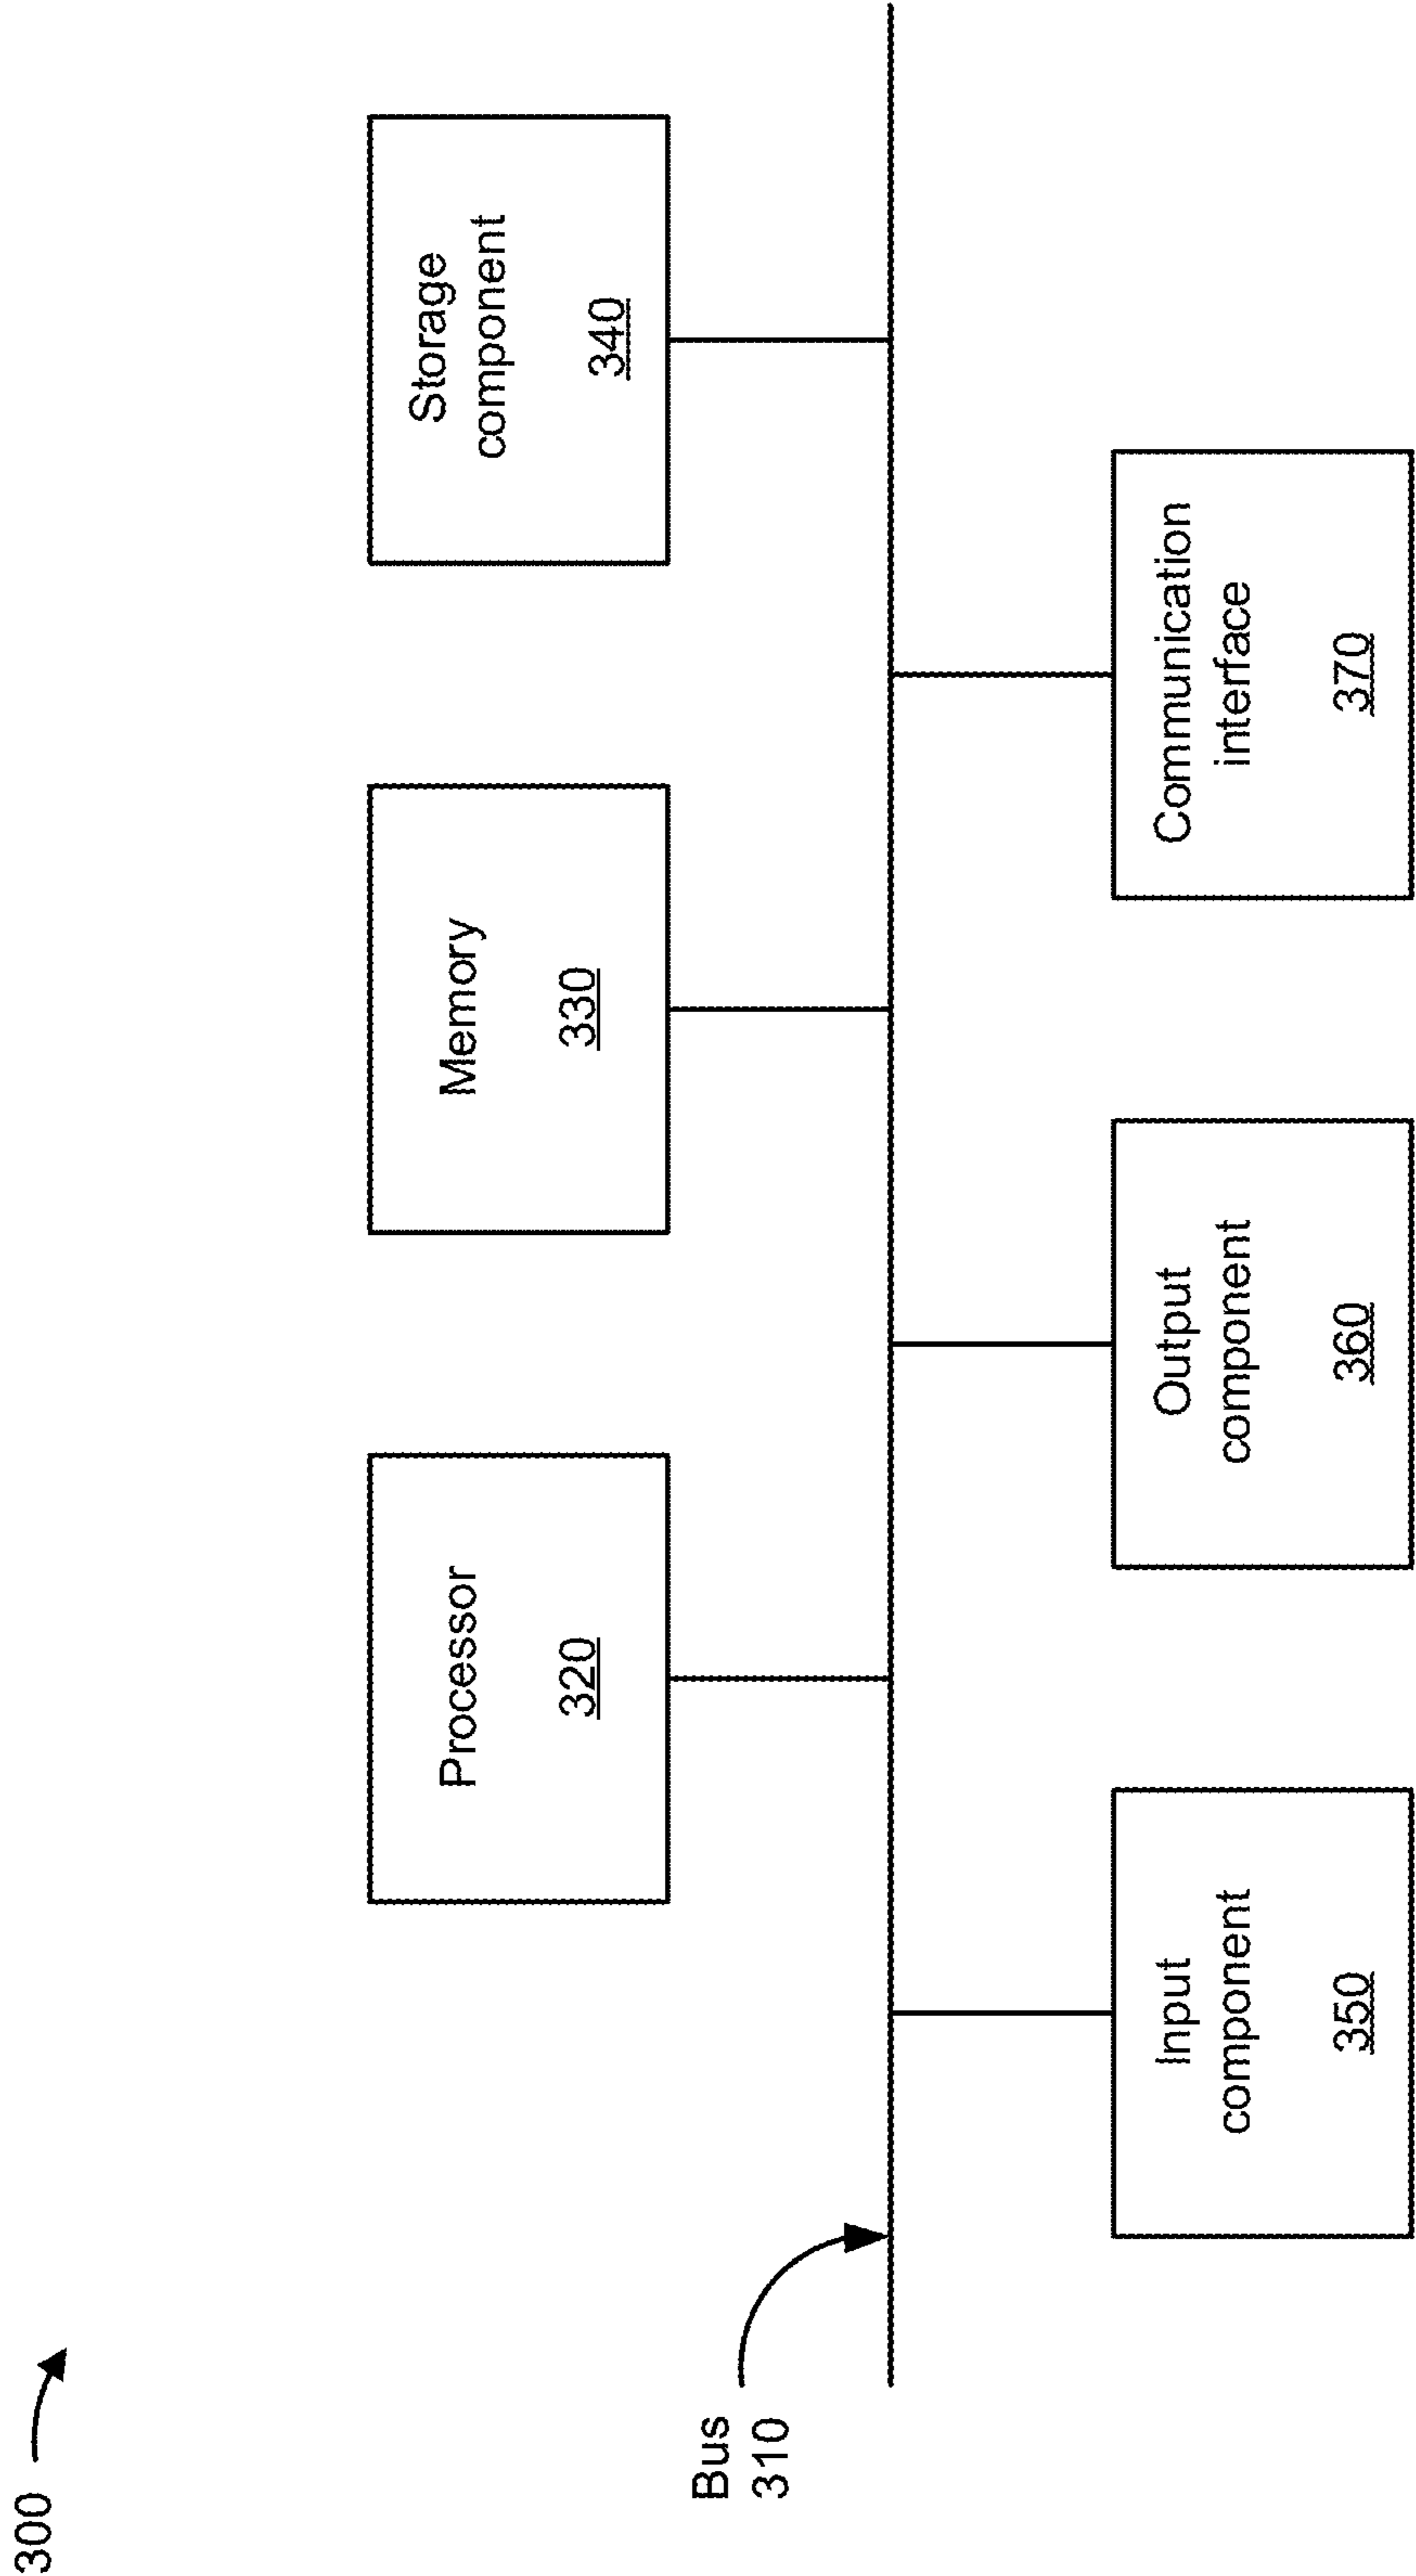 300
Processor
320
Memory
330
Storage
component
340
Bus
310
Input
component
350
Output
component
360
Communication
interface
370